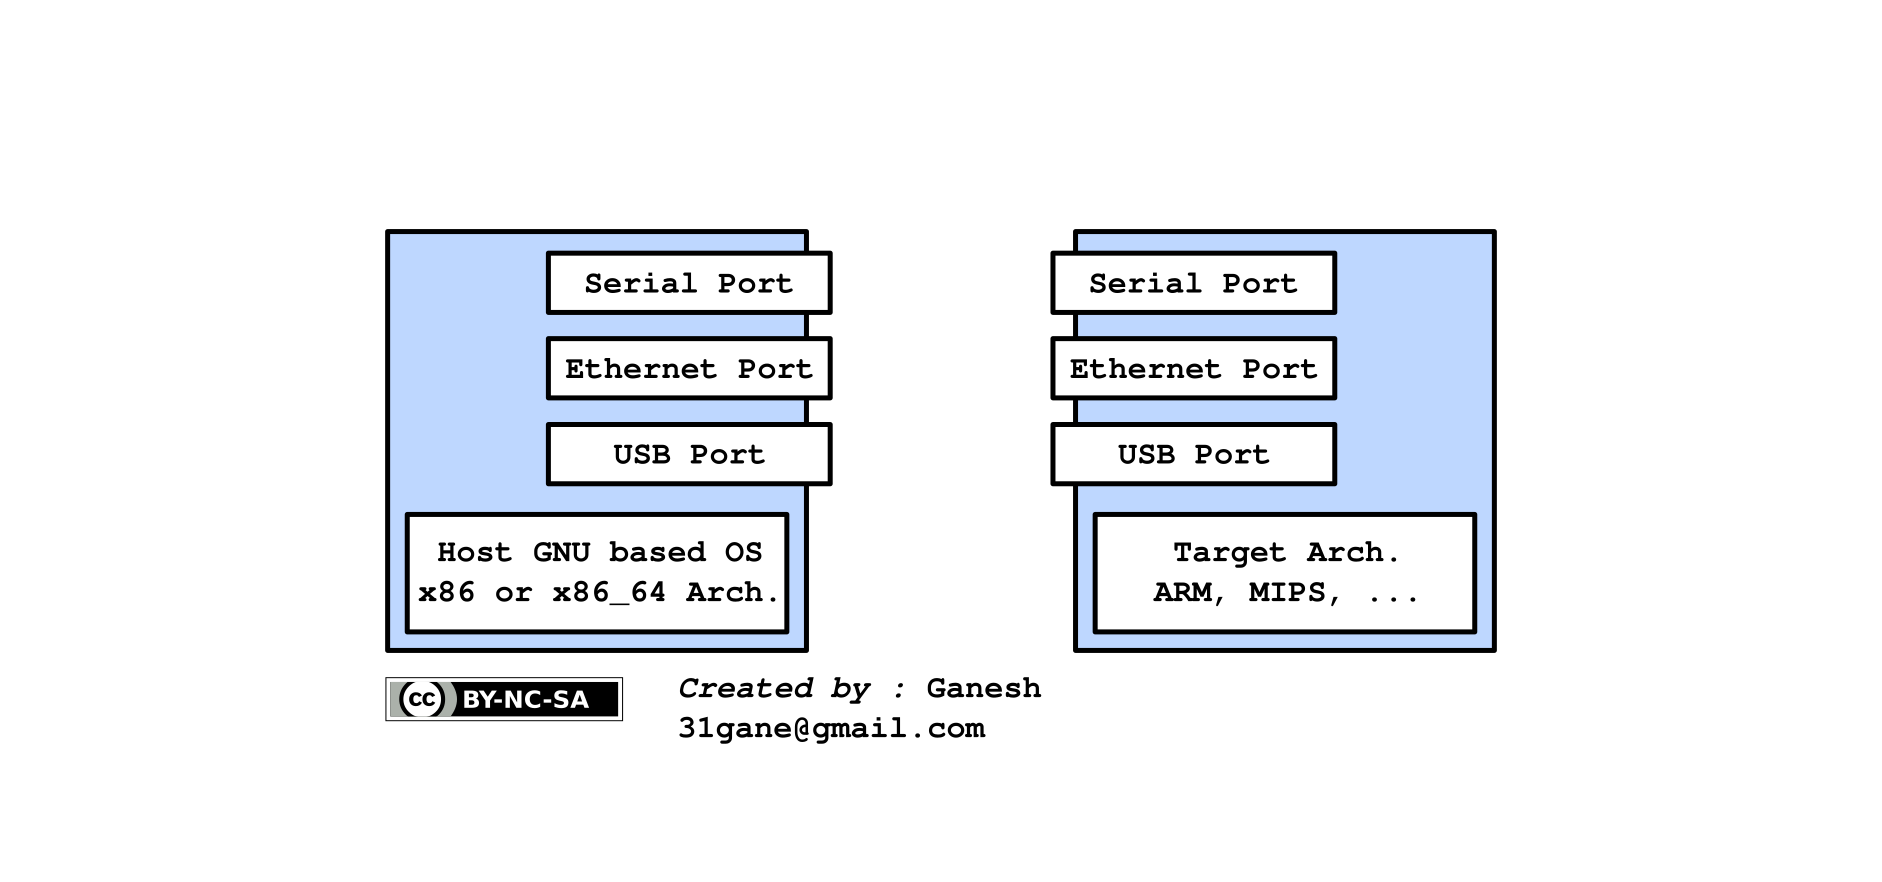 Serial Port
Ethernet Port
USB Port
Host GNU based OS
x86 or x86_64 Arch.
Serial Port
Ethernet Port
USB Port
Target Arch.
ARM, MIPS, ...
cc BY-NC-SA
Created by : Ganesh
31gane@gmail.com